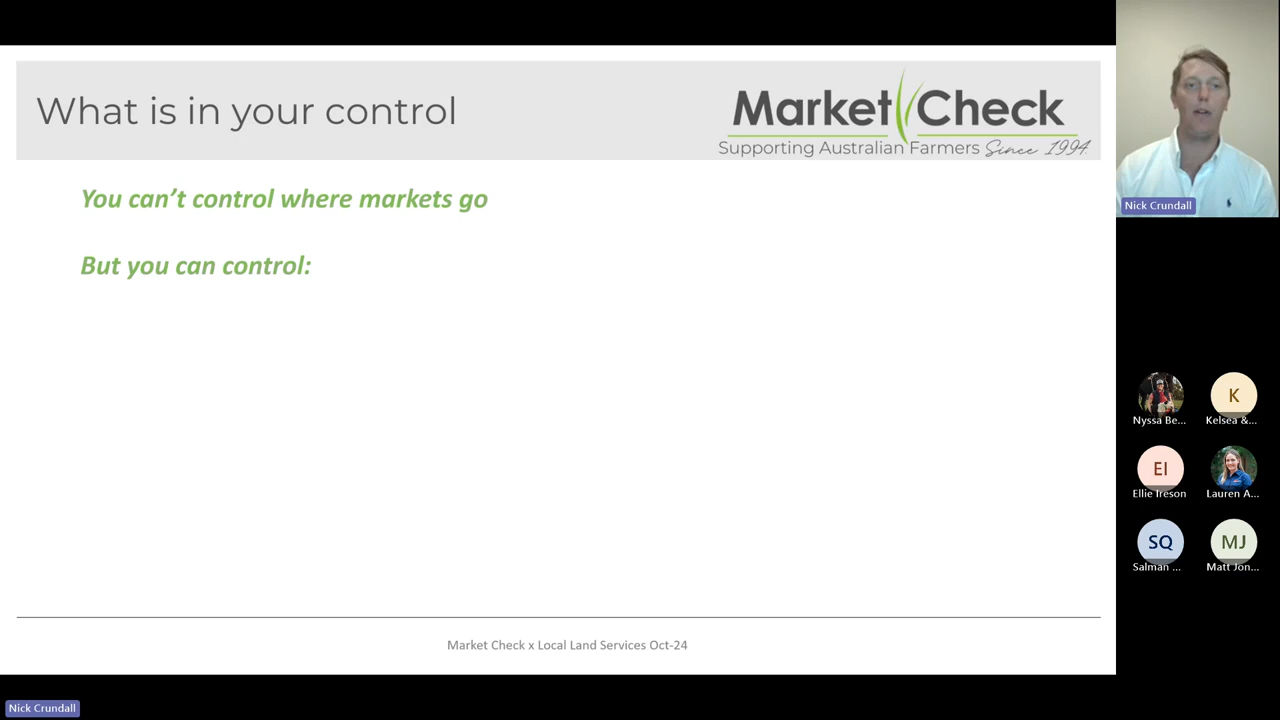 What is in your control
Market Check
Supporting Australian Farmers Since 1994.
You can't control where markets go
But you can control:
Market Check x Local Land Services Oct-24
Nick Crundall
Nyssa Be...
K
Kelsea &...
EI
Ellie Ireson
Lauren A...
SQ
Salman ...
MJ
Matt Jon...
Nick Crundall